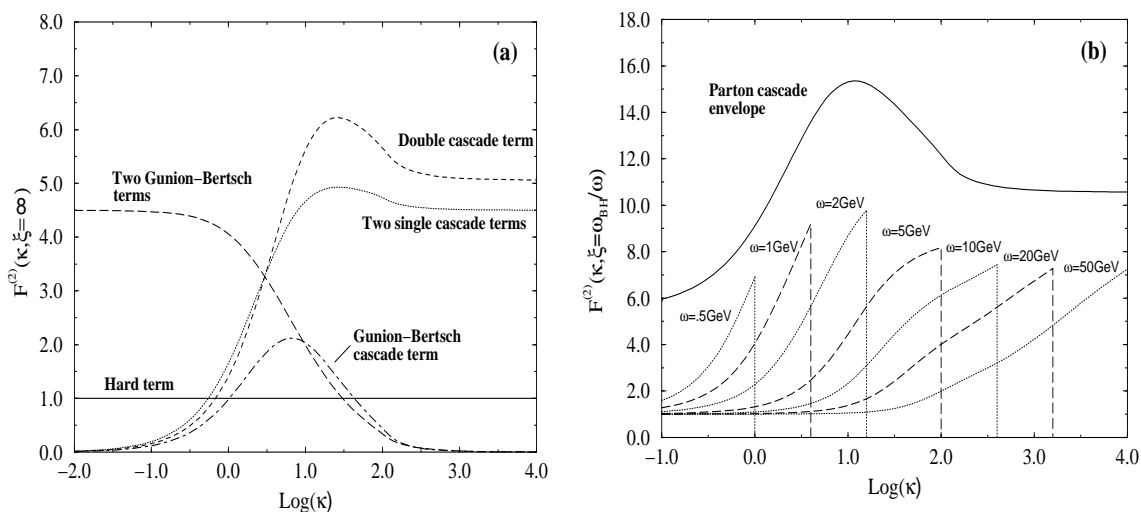 (a)
8.0
7.0
6.0
5.0
4.0
3.0
2.0
1.0
0.0
F(2)(κ,ξ=∞)
Double cascade term
Two Gunion−Bertsch
terms
Two single cascade terms
Gunion−Bertsch
cascade term
Hard term
−2.0 −1.0 0.0 1.0 2.0 3.0 4.0
Log(κ)
(b)
18.0
16.0
14.0
12.0
10.0
8.0
6.0
4.0
2.0
0.0
F(2)(κ,ξ=ωBH/ω)
Parton cascade
envelope
ω=.5GeV
ω=1GeV
ω=2GeV
ω=5GeV
ω=10GeV
ω=20GeV
ω=50GeV
−1.0 0.0 1.0 2.0 3.0 4.0
Log(κ)